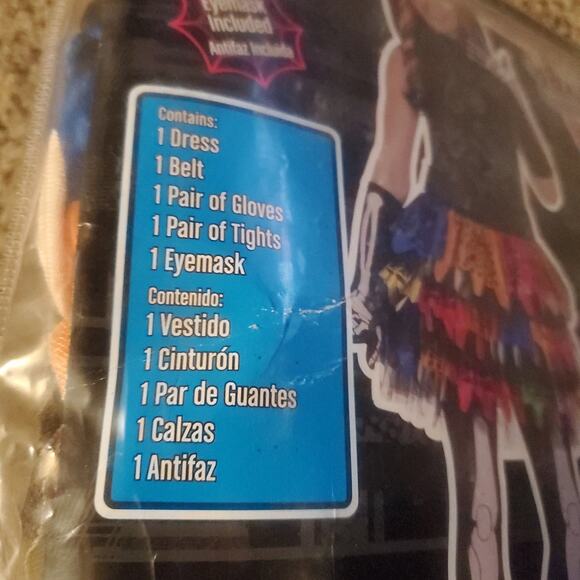 Eyemask
Included
Antifaz Incluido
Contains:
1 Dress
1 Belt
1 Pair of Gloves
1 Pair of Tights
1 Eyemask
Contenido:
1 Vestido
1 Cinturón
1 Par de Guantes
1 Calzas
1 Antifaz